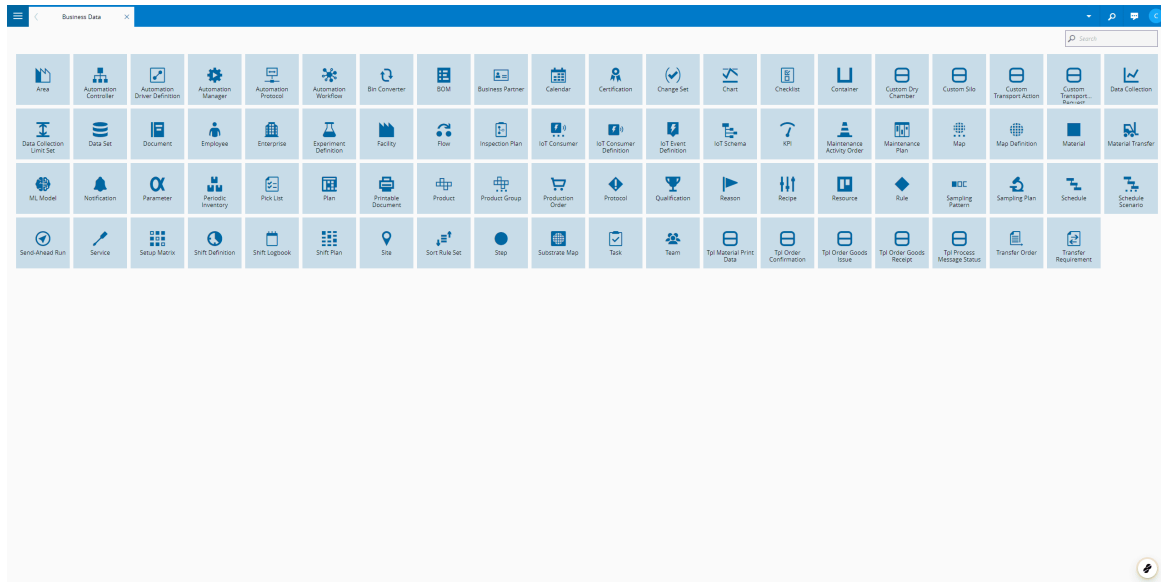 Business Data
Search
Area
Automation
Controller
Automation
Driver Definition
Automation
Manager
Automation
Protocol
Automation
Workflow
Bin Converter
BOM
Business Partner
Calendar
Certification
Change Set
Chart
Checklist
Container
Custom Dry
Chamber
Custom Silo
Custom
Transport Action
Custom
Transport...
Request
Data Collection
Data Collection
Limit Set
Data Set
Document
Employee
Enterprise
Experiment
Definition
Facility
Flow
Inspection Plan
IoT Consumer
IoT Consumer
Definition
IoT Event
Definition
IoT Schema
KPI
Maintenance
Activity Order
Maintenance
Plan
Map
Map Definition
Material
Material Transfer
ML Model
Notification
Parameter
Periodic
Inventory
Pick List
Plan
Printable
Document
Product
Product Group
Production
Order
Protocol
Qualification
Reason
Recipe
Resource
Rule
Sampling
Pattern
Sampling Plan
Schedule
Schedule
Scenario
Send-Ahead Run
Service
Setup Matrix
Shift Definition
Shift Logbook
Shift Plan
Site
Sort Rule Set
Step
Substrate Map
Task
Team
Tpl Material Print
Data
Tpl Order
Confirmation
Tpl Order Goods
Issue
Tpl Order Goods
Receipt
Tpl Process
Message Status
Transfer Order
Transfer
Requirement
C